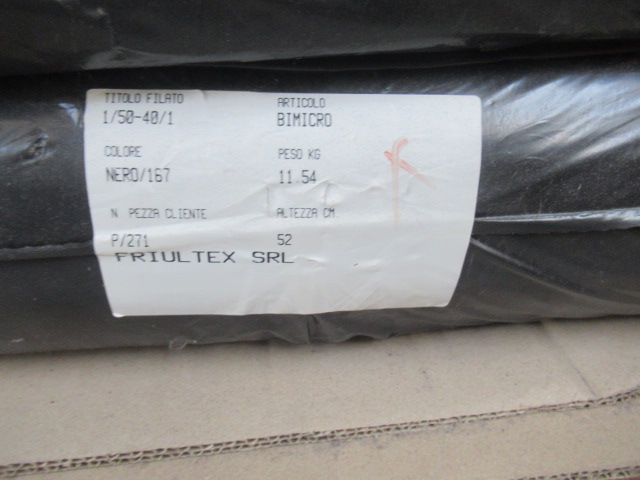 TITOLO FILATO ARTICOLO
1/50-40/1 BIMICRO
COLORE PESO KG
NERO/167 11.54
N. PEZZA CLIENTE ALTEZZA CM.
P/271 52
FRIULTEX SRL